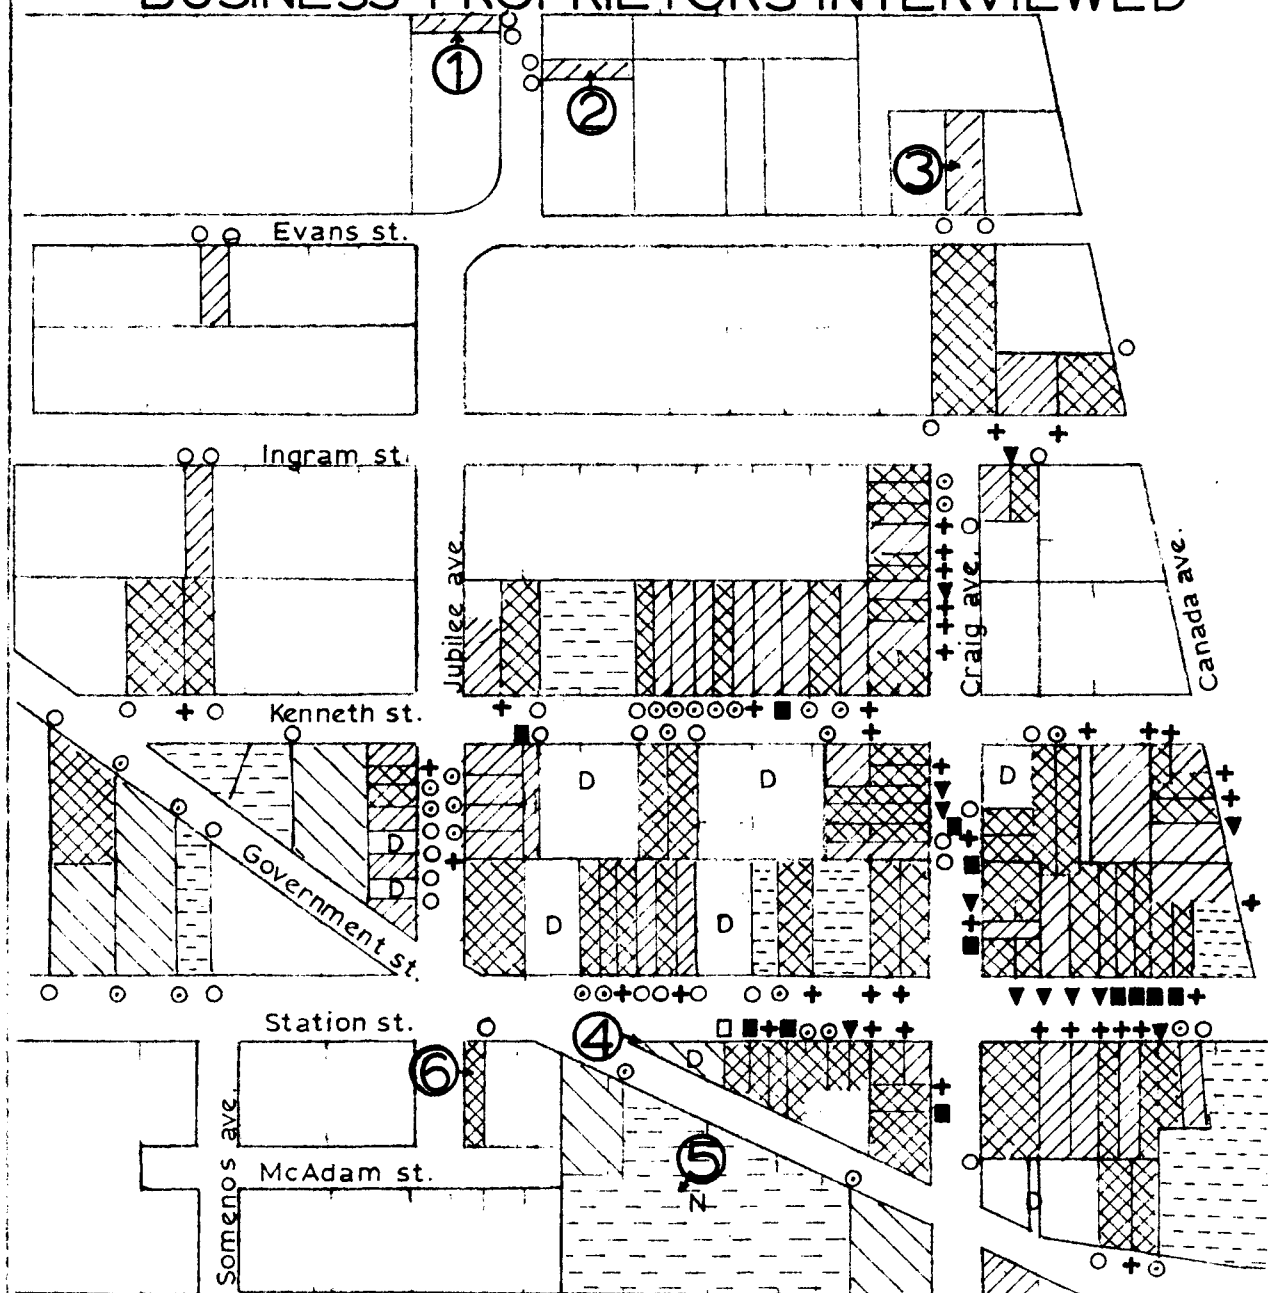 BUSINESS PROPRIETORS INTERVIEWED
1
2
3
Evans st.
Ingram st.
Jubilee ave.
Craig ave.
Canada ave.
Kenneth st.
D
D
D
D
D
Government st.
D
D
Station st.
4
D
6
Somenos ave.
McAdam st.
5
N
D